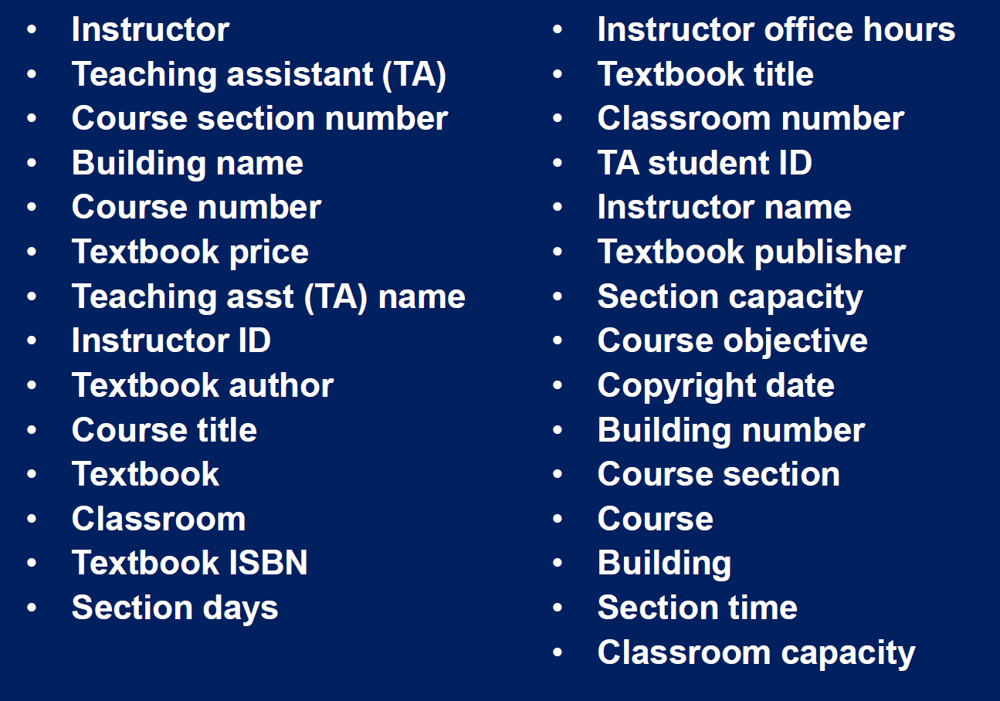 • Instructor
• Teaching assistant (TA)
• Course section number
• Building name
• Course number
• Textbook price
• Teaching asst (TA) name
• Instructor ID
• Textbook author
• Course title
• Textbook
• Classroom
• Textbook ISBN
• Section days
• Instructor office hours
• Textbook title
• Classroom number
• TA student ID
• Instructor name
• Textbook publisher
• Section capacity
• Course objective
• Copyright date
• Building number
• Course section
• Course
• Building
• Section time
• Classroom capacity